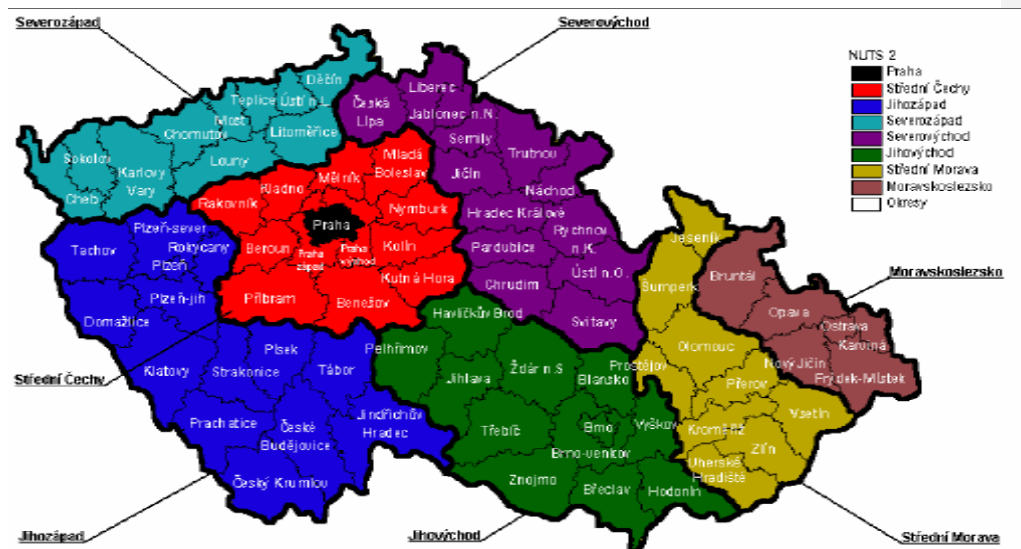 Severozápad
Severovýchod
NUTS 2
Praha
Střední Čechy
Jihozápad
Severozápad
Severovýchod
Jihovýchod
Střední Morava
Moravskoslezsko
Okresy
Děčín
Teplice
Ústí n.L.
Most
Chomutov
Litoměřice
Louny
Sokolov
Karlovy
Vary
Cheb
Česká
Lípa
Liberec
Jablonec n.N.
Semily
Trutnov
Jičín
Náchod
Hradec Králové
Rychnov
n.K.
Pardubice
Ústí n.O.
Chrudim
Svitavy
Mělník
Mladá
Boleslav
Kladno
Rakovník
Nymburk
Praha
Beroun
Praha
západ
Praha
východ
Kolín
Kutná Hora
Příbram
Benešov
Tachov
Plzeň-sever
Rokycany
Plzeň
Plzeň-jih
Domažlice
Klatovy
Písek
Strakonice
Tábor
Prachatice
České
Budějovice
Jindřichův
Hradec
Český Krumlov
Havlíčkův Brod
Pelhřimov
Jihlava
Žďár n.S
Blansko
Třebíč
Brno
Vyškov
Brno-venkov
Znojmo
Břeclav
Hodonín
Jeseník
Šumperk
Olomouc
Prostějov
Přerov
Kroměříž
Vsetín
Zlín
Uherské
Hradiště
Bruntál
Opava
Ostrava
Karviná
Nový Jičín
Frýdek-Místek
Moravskoslezsko
Střední Čechy
Jihozápad
Jihovýchod
Střední Morava